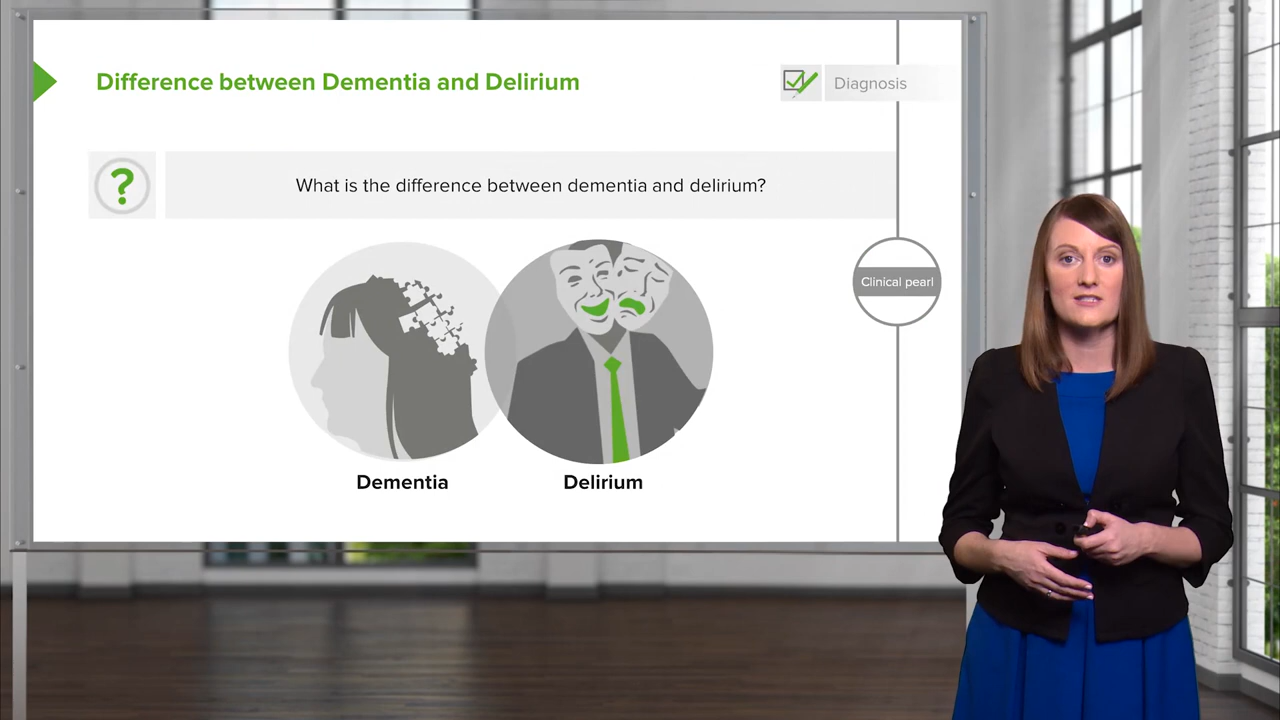 Difference between Dementia and Delirium
Diagnosis
?
What is the difference between dementia and delirium?
Clinical pearl
Dementia
Delirium